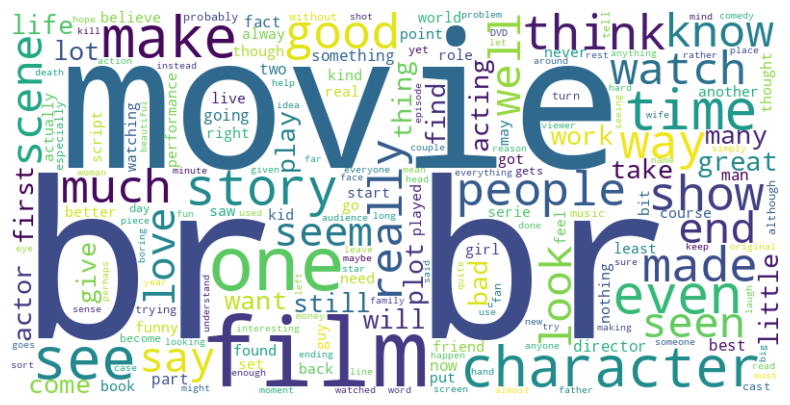 movie
br br
film
one
make
good
think
know
well
watch
time
way
scene
life
lot
much
story
people
show
end
made
even
seen
look
character
see
say
love
seem
really
first
actor
give
want
still
will
plot
bad
find
acting
thing
play
work
many
great
take
little
director
best
friend
come
book
part
set
found
back
guy
funny
better
now
put
performance
script
watching
actually
especially
though
fact
alway
something
two
kind
real
live
going
right
point
role
world
never
another
thought
man
course
bit
least
nothing
feel
girl
serie
music
got
may
turn
start
go
kid
saw
day
trying
become
need
played
believe
probably
without
yet
shot
DVD
let
problem
mind
comedy
tell
rather
place
anything
hard
seeing
viewer
wife
simply
name
reason
around
rest
episode
couple
everyone
everything
gets
mean
head
face
far
given
idea
help
instead
action
death
kill
hope
beautiful
minute
woman
eye
piece
fun
used
boring
year
perhaps
sense
understand
audience
long
leave
maybe
star
left
family
said
money
interesting
looking
ending
line
word
watched
enough
moment
might
case
sort
goes
happen
hand
screen
almost
father
anyone
someone
making
new
try
use
fan
quite
done
sure
keep
original
although
laugh
big
read
must
cast